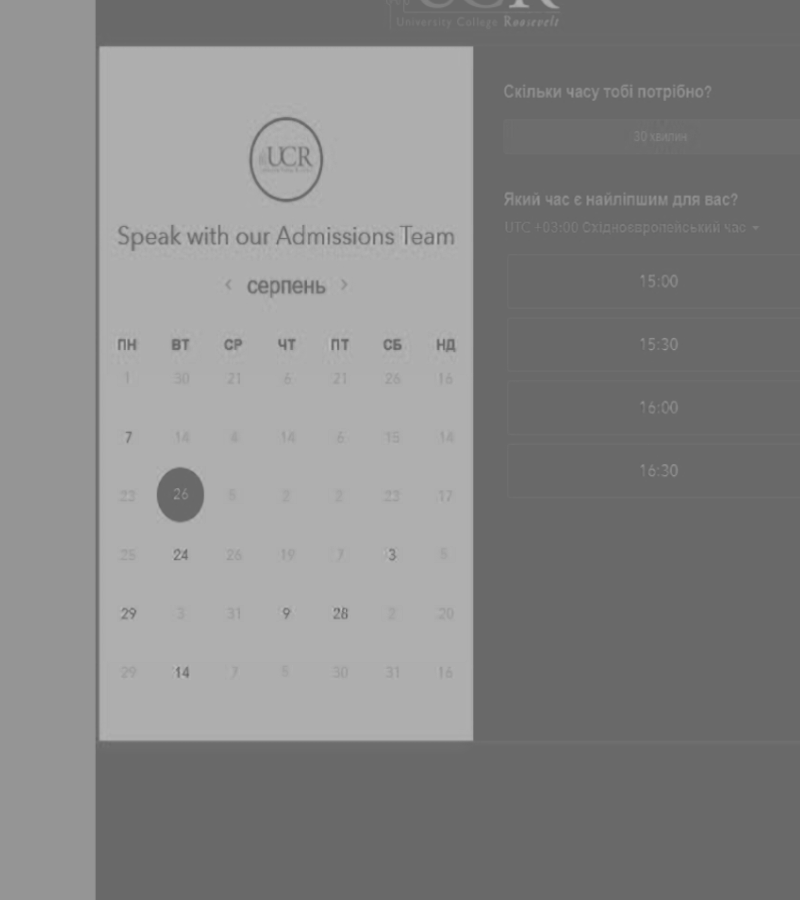 UCR
University College Roosevelt
UCR
Speak with our Admissions Team
‹ серпень ›
ПН ВТ СР ЧТ ПТ СБ НД
1 30 21 6 21 26 16
7 14 4 14 6 15 14
23 26 5 2 2 23 17
25 24 26 19 7 3 5
29 3 31 9 28 2 20
29 14 7 5 30 31 16
Скільки часу тобі потрібно?
30 хвилин
Який час є найліпшим для вас?
UTC +03:00 Східноєвропейський час
15:00
15:30
16:00
16:30